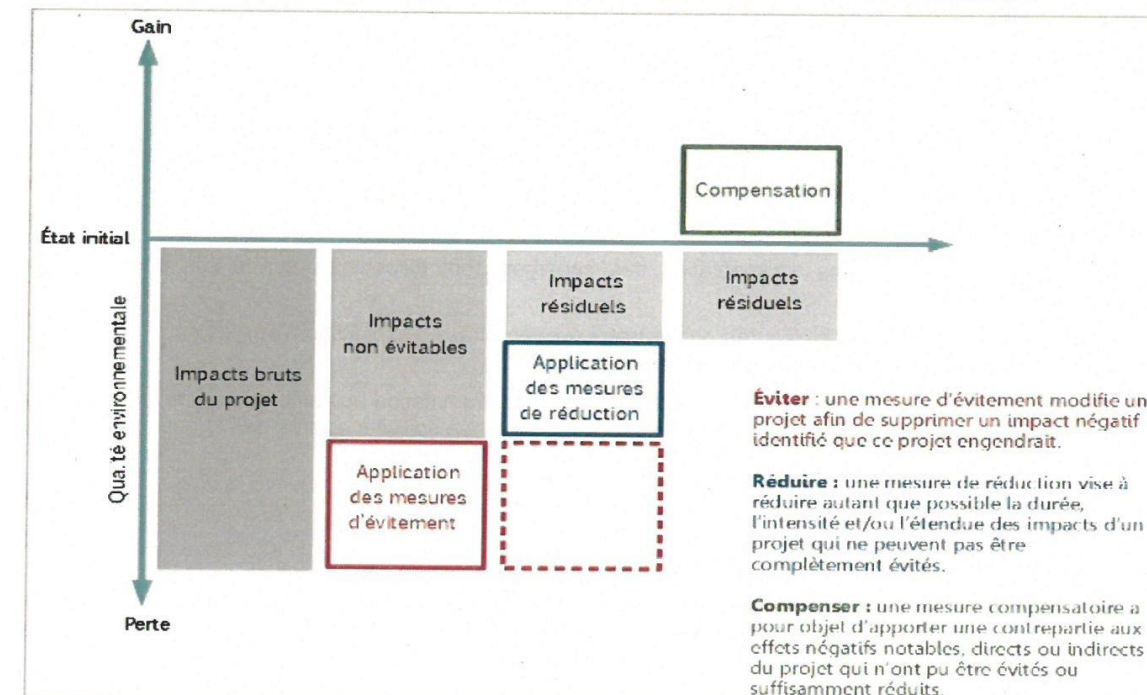 Gain
Compensation
État initial
Qua.té environnementale
Impacts bruts
du projet
Impacts
non évitables
Application
des mesures
d'évitement
Impacts
résiduels
Application
des mesures
de réduction
Impacts
résiduels
Perte
Éviter : une mesure d'évitement modifie un
projet afin de supprimer un impact négatif
identifié que ce projet engendrait.
Réduire : une mesure de réduction vise à
réduire autant que possible la durée,
l'intensité et/ou l'étendue des impacts d'un
projet qui ne peuvent pas être
complètement évités.
Compenser : une mesure compensatoire a
pour objet d'apporter une contrepartie aux
effets négatifs notables, directs ou indirects
du projet qui n'ont pu être évités ou
suffisamment réduits.